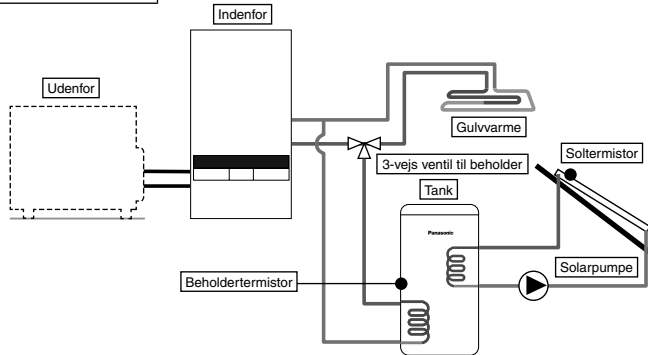 Indenfor
Udenfor
Gulvvarme
3-vejs ventil til beholder
Soltermistor
Tank
Panasonic
Beholdertermistor
Solarpumpe